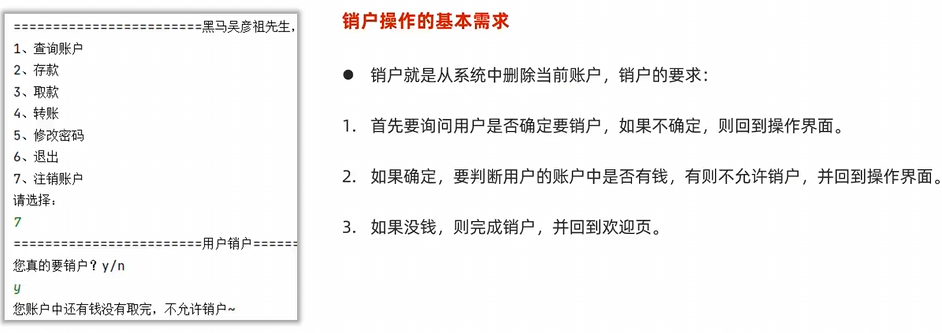 ========================黑马吴彦祖先生,
1、查询账户
2、存款
3、取款
4、转账
5、修改密码
6、退出
7、注销账户
请选择:
7
========================用户销户======
您真的要销户？y/n
y
您账户中还有钱没有取完，不允许销户~
销户操作的基本需求
● 销户就是从系统中删除当前账户，销户的要求：
1. 首先要询问用户是否确定要销户，如果不确定，则回到操作界面。
2. 如果确定，要判断用户的账户中是否有钱，有则不允许销户，并回到操作界面。
3. 如果没钱，则完成销户，并回到欢迎页。